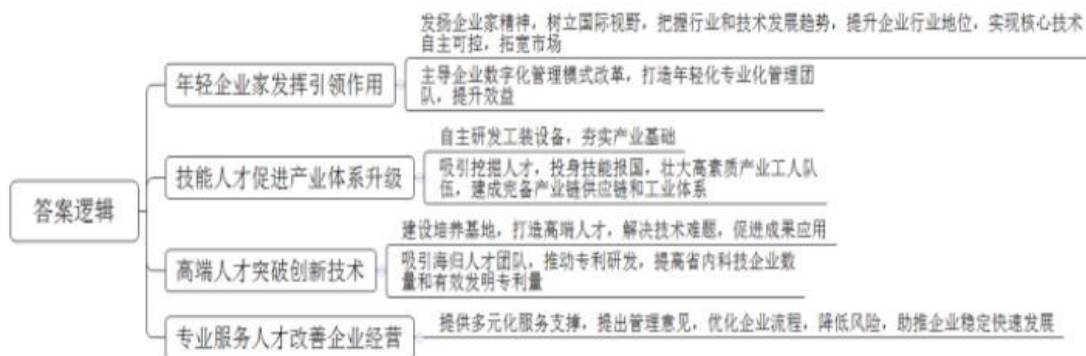 发扬企业家精神，树立国际视野，把握行业和技术发展趋势，提升企业行业地位，实现核心技术
自主可控，拓宽市场
年轻企业家发挥引领作用
主导企业数字化管理模式改革，打造年轻化专业化管理团
队，提升效益
自主研发工装设备，夯实产业基础
技能人才促进产业体系升级
吸引挖掘人才，投身技能报国，壮大高素质产业工人队
伍，建成完备产业链供应链和工业体系
答案逻辑
建设培养基地，打造高端人才，解决技术难题，促进成果应用
高端人才突破创新技术
吸引海归人才团队，推动专利研发，提高省内科技企业数
量和有效发明专利量
专业服务人才改善企业经营
提供多元化服务支撑，提出管理意见，优化企业流程，降低风险，助推企业稳定快速发展